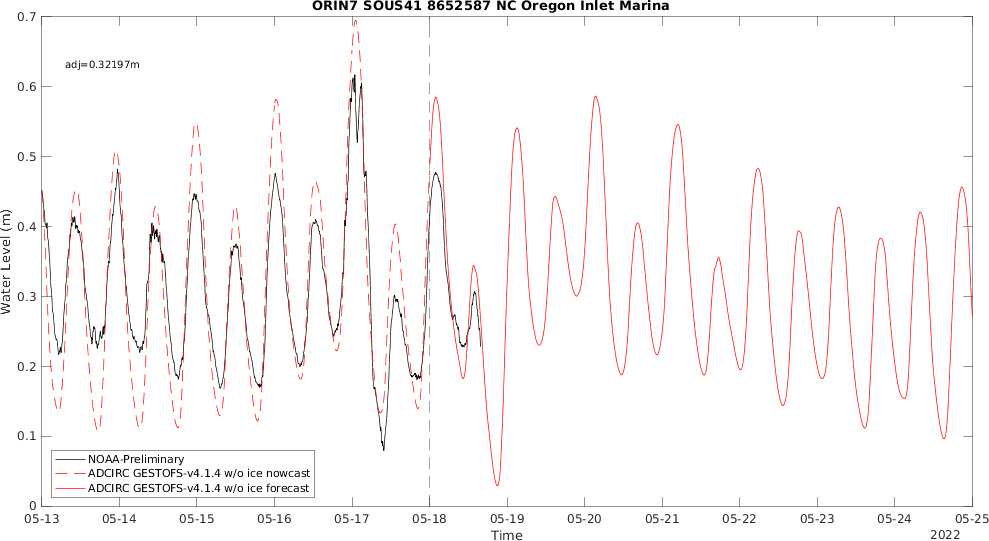 ORIN7 SOUS41 8652587 NC Oregon Inlet Marina
0.7
adj=0.32197m
0.6
0.5
0.4
0.3
0.2
0.1
0
Water Level (m)
NOAA-Preliminary
ADCIRC GESTOFS-v4.1.4 w/o ice nowcast
ADCIRC GESTOFS-v4.1.4 w/o ice forecast
05-13 05-14 05-15 05-16 05-17 05-18 05-19 05-20 05-21 05-22 05-23 05-24 05-25
Time
2022